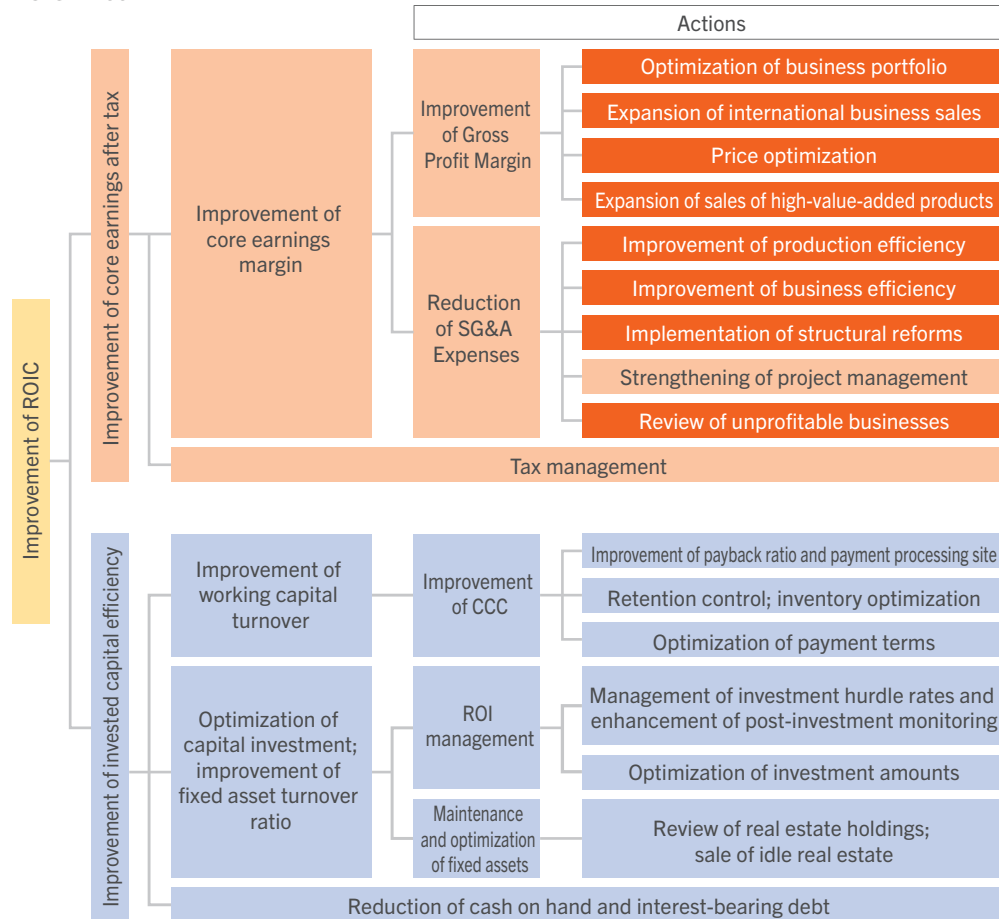 Actions
Improvement of ROIC
Improvement of core earnings after tax
Improvement of
core earnings
margin
Improvement
of Gross
Profit Margin
Optimization of business portfolio
Expansion of international business sales
Price optimization
Expansion of sales of high-value-added products
Reduction
of SG&A
Expenses
Improvement of production efficiency
Improvement of business efficiency
Implementation of structural reforms
Strengthening of project management
Review of unprofitable businesses
Tax management
Improvement of invested capital efficiency
Improvement of
working capital
turnover
Improvement
of CCC
Improvement of payback ratio and payment processing site
Retention control; inventory optimization
Optimization of payment terms
Optimization of
capital investment;
improvement of
fixed asset turnover
ratio
ROI
management
Management of investment hurdle rates and
enhancement of post-investment monitoring
Optimization of investment amounts
Maintenance
and optimization
of fixed assets
Review of real estate holdings;
sale of idle real estate
Reduction of cash on hand and interest-bearing debt